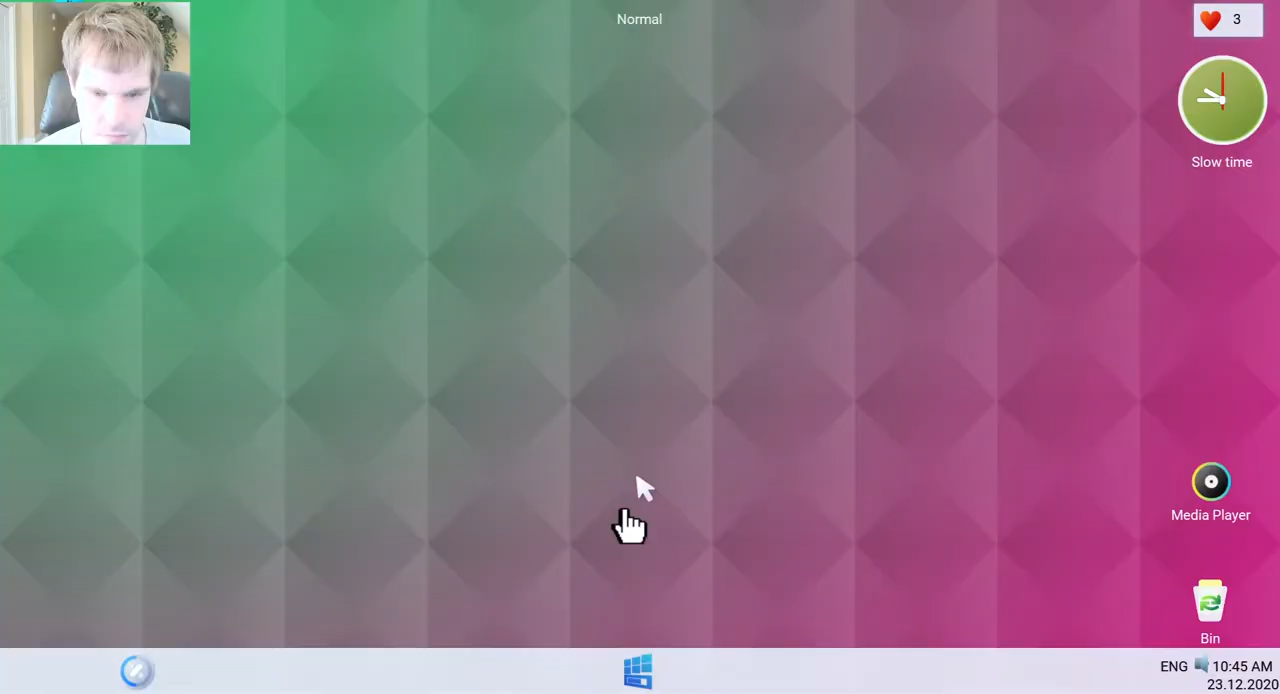 Normal
3
Slow time
Media Player
Bin
ENG 10:45 AM
23.12.2020